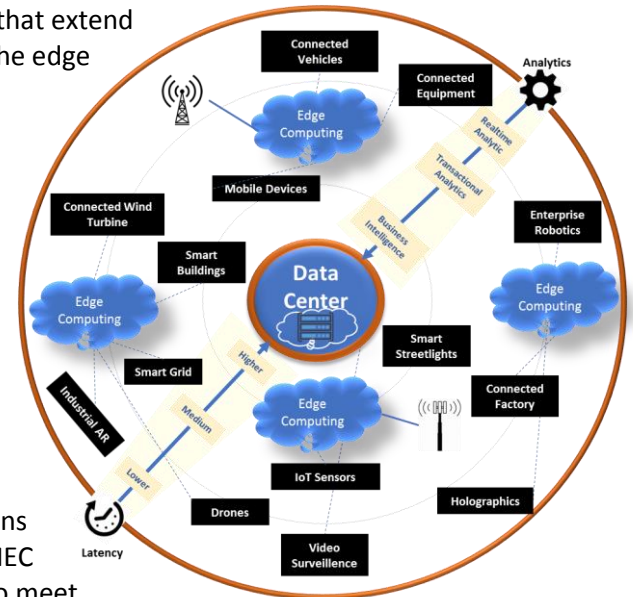 that extend
he edge
Connected
Vehicles
Analytics
Connected
Equipment
Edge
Computing
Realtime
Analytic
Transactional
Analytics
Mobile Devices
Business
Intelligence
Connected Wind
Turbine
Enterprise
Robotics
Smart
Buildings
Data
Center
Edge
Computing
Edge
Computing
Smart
Streetlights
Higher
Smart Grid
Medium
Edge
Computing
Connected
Factory
Industrial AR
Lower
IoT Sensors
Holographics
Drones
Latency
Video
Surveillence
ns
IEC
o meet